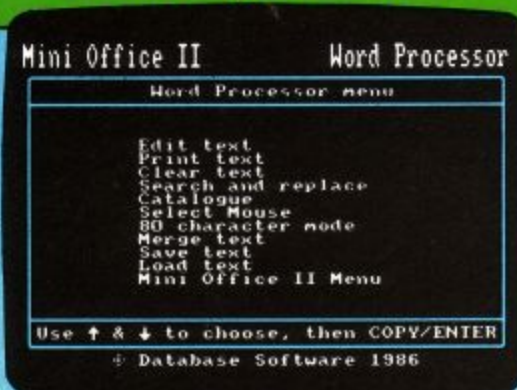 Mini Office II Word Processor
Word Processor menu
Edit text
Print text
Clear text
Search and replace
Catalogue
Select Mouse
80 character mode
Merge text
Save text
Load text
Mini Office II Menu
Use ↑ & ↓ to choose, then COPY/ENTER
Database Software 1986